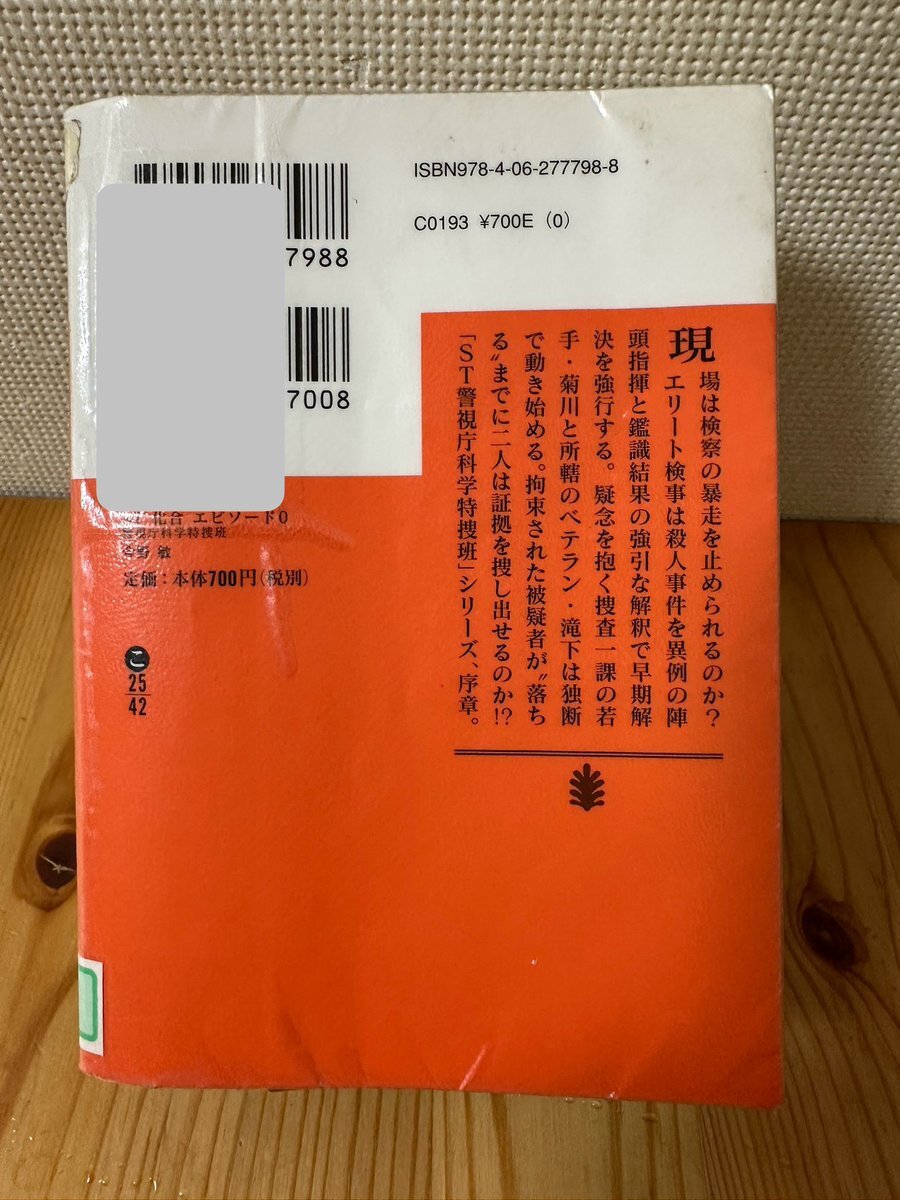 ISBN978-4-06-277798-8
C0193 ¥700E (0)
7988
7008
現場は検察の暴走を止められるのか?
エリート検事は殺人事件を異例の陣
頭指揮と鑑識結果の強引な解釈で早期解
決を強行する。疑念を抱く捜査一課の若
手・菊川と所轄のベテラン・滝下は独断
で動き始める。拘束された被疑者が〝落ち
る〟までに二人は証拠を捜し出せるのか!?
「ST警視庁科学特捜班」シリーズ、序章。
化合 エピソード0
視庁科学特捜班
野 敏
定価:本体700円(税別)
こ
25
42